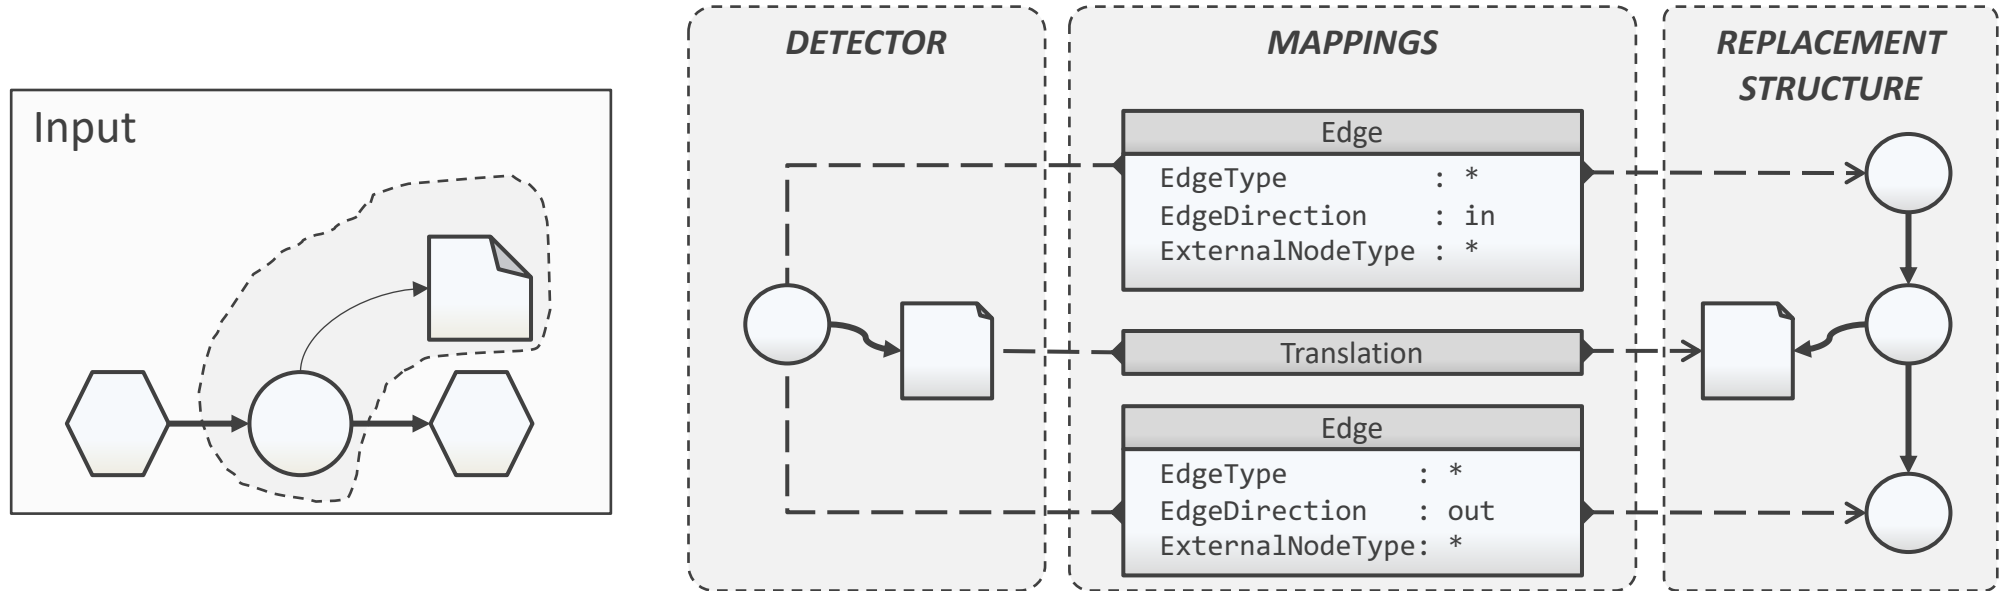 Input
DETECTOR
MAPPINGS
Edge
EdgeType : *
EdgeDirection : in
ExternalNodeType : *
Translation
Edge
EdgeType : *
EdgeDirection : out
ExternalNodeType: *
REPLACEMENT
STRUCTURE